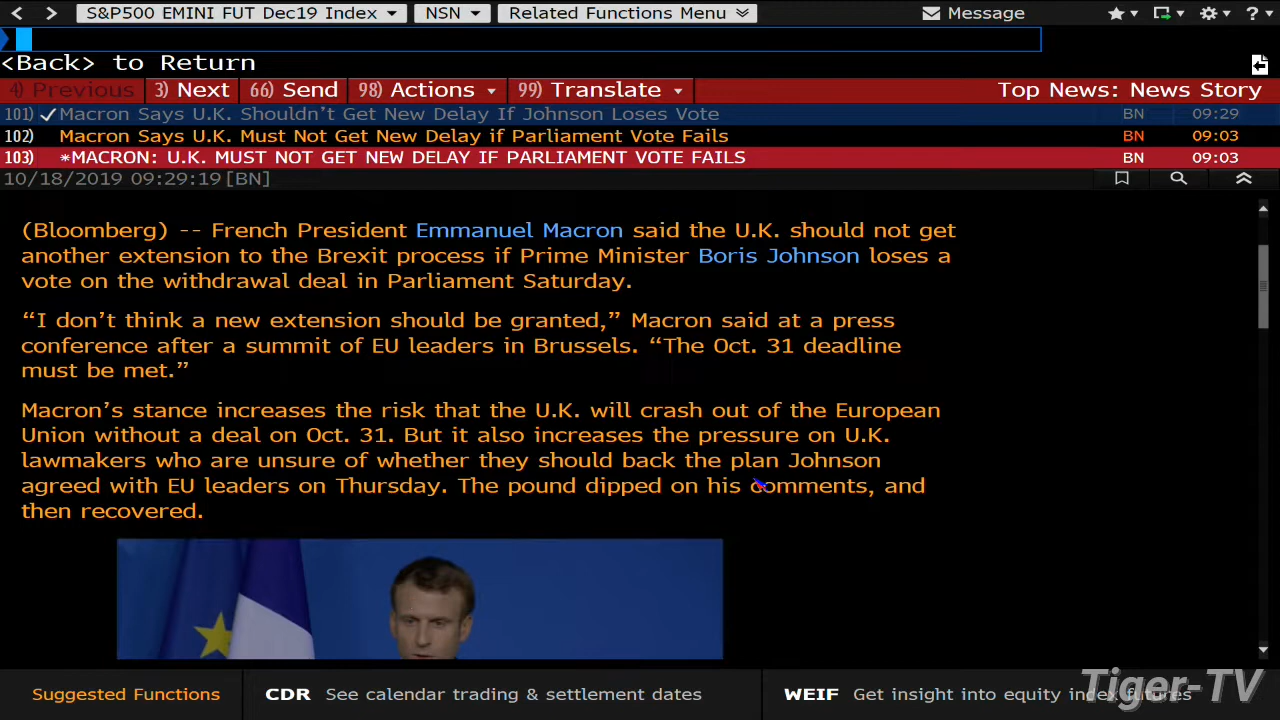 S&P500 EMINI FUT Dec19 Index NSN Related Functions Menu Message ?
<Back> to Return
4) Previous 3) Next 66) Send 98) Actions 99) Translate Top News: News Story
101) Macron Says U.K. Shouldn't Get New Delay If Johnson Loses Vote BN 09:29
102) Macron Says U.K. Must Not Get New Delay if Parliament Vote Fails BN 09:03
103) *MACRON: U.K. MUST NOT GET NEW DELAY IF PARLIAMENT VOTE FAILS BN 09:03
10/18/2019 09:29:19 [BN]
(Bloomberg) -- French President Emmanuel Macron said the U.K. should not get
another extension to the Brexit process if Prime Minister Boris Johnson loses a
vote on the withdrawal deal in Parliament Saturday.
“I don’t think a new extension should be granted,” Macron said at a press
conference after a summit of EU leaders in Brussels. “The Oct. 31 deadline
must be met.”
Macron’s stance increases the risk that the U.K. will crash out of the European
Union without a deal on Oct. 31. But it also increases the pressure on U.K.
lawmakers who are unsure of whether they should back the plan Johnson
agreed with EU leaders on Thursday. The pound dipped on his comments, and
then recovered.
Suggested Functions CDR See calendar trading & settlement dates WEIF Get insight into equity index futures
Tiger-TV